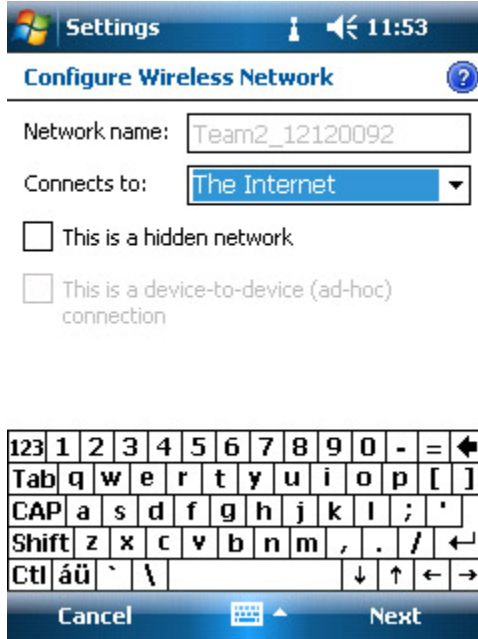 Settings 11:53
Configure Wireless Network ?
Network name: Team2_12120092
Connects to: The Internet
This is a hidden network
This is a device-to-device (ad-hoc)
connection
123 1 2 3 4 5 6 7 8 9 0 - = 🡄
Tab q w e r t y u i o p [ ]
CAP a s d f g h j k l ; '
Shift z x c v b n m , . / ↵
Ctl áü ` \ ↓ ↑ ← →
Cancel Next